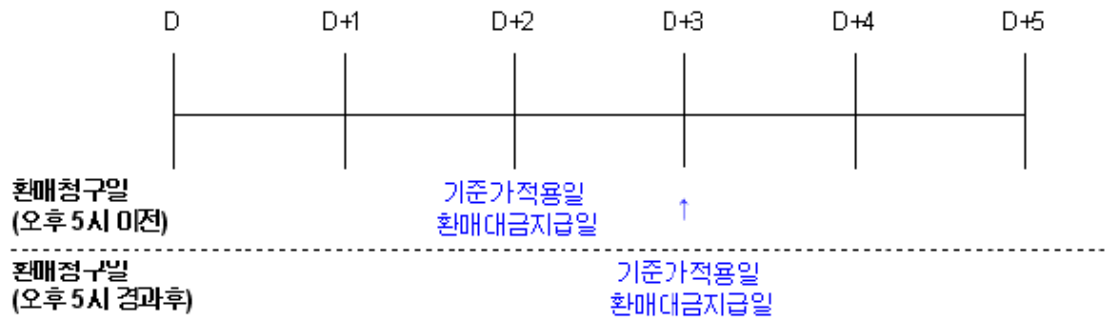 D D+1 D+2 D+3 D+4 D+5
환매청구일 기준가적용일
(오후 5시 이전) 환매대금지급일 ↑
환매청구일 기준가적용일
(오후 5시 경과후) 환매대금지급일